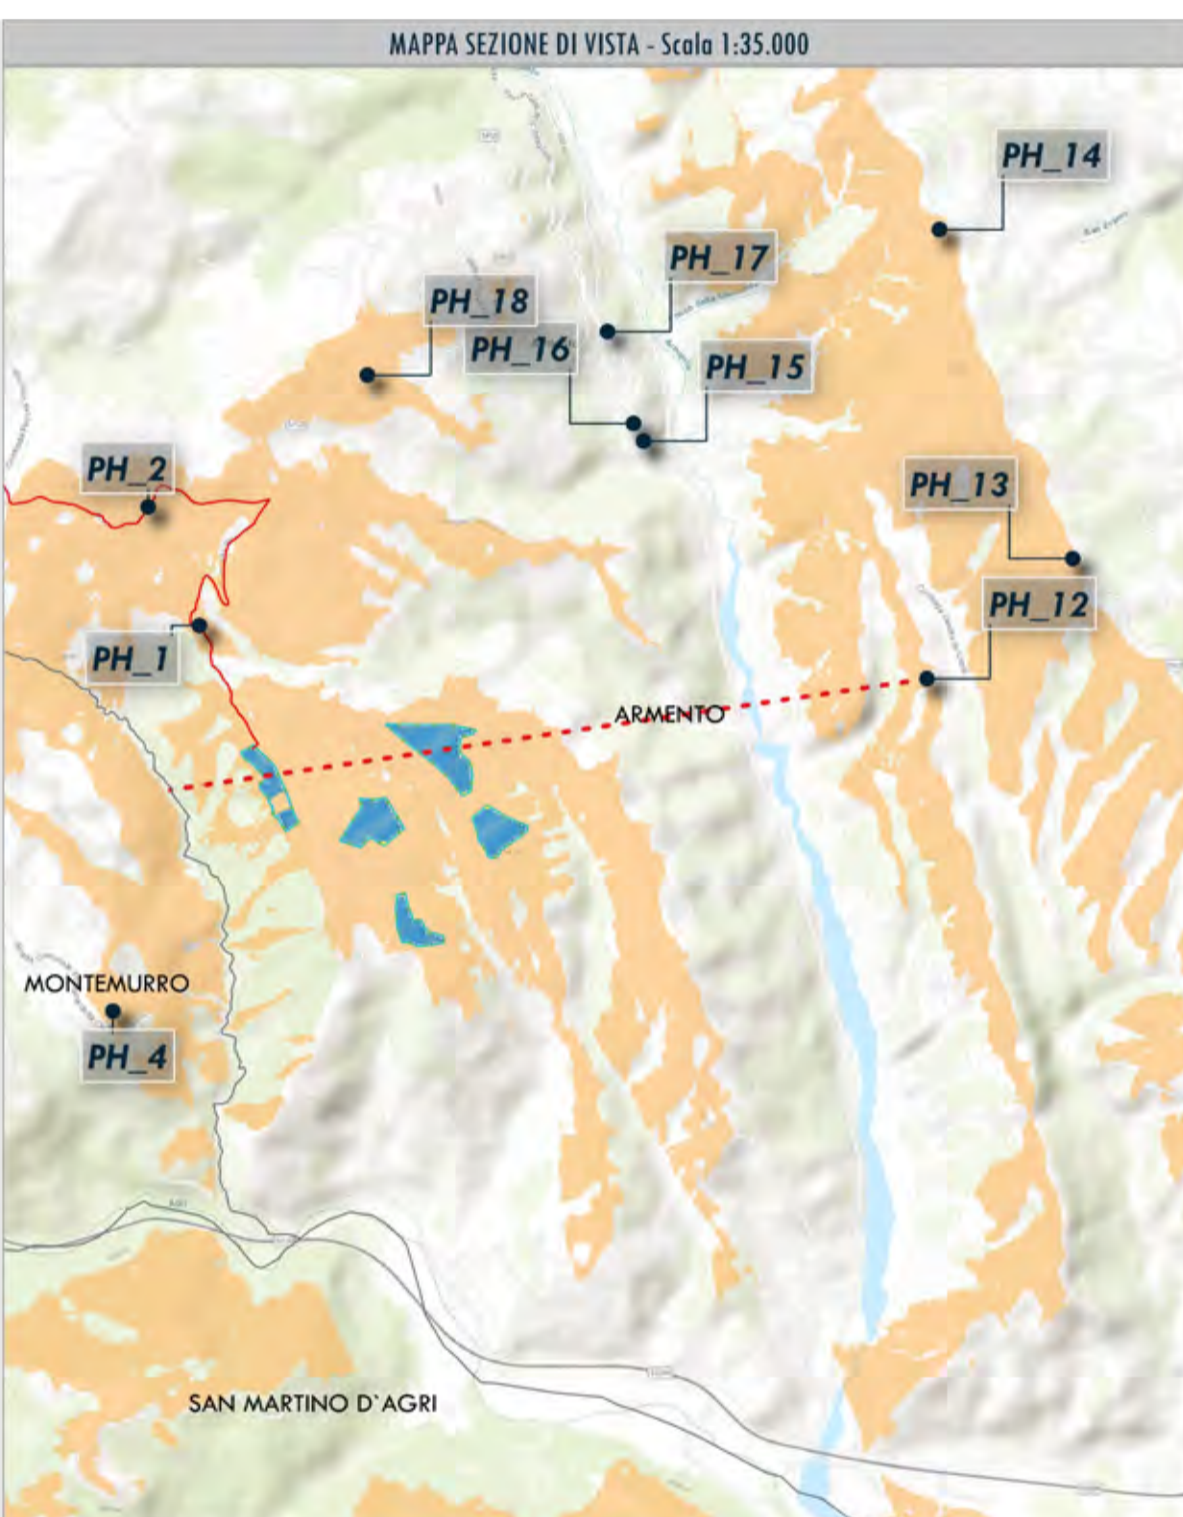 MAPPA SEZIONE DI VISTA - Scala 1:35.000
PH_14
PH_17
PH_18
PH_16
PH_15
PH_2
PH_13
PH_12
PH_1
ARMENTO
MONTEMURRO
PH_4
SAN MARTINO D`AGRI